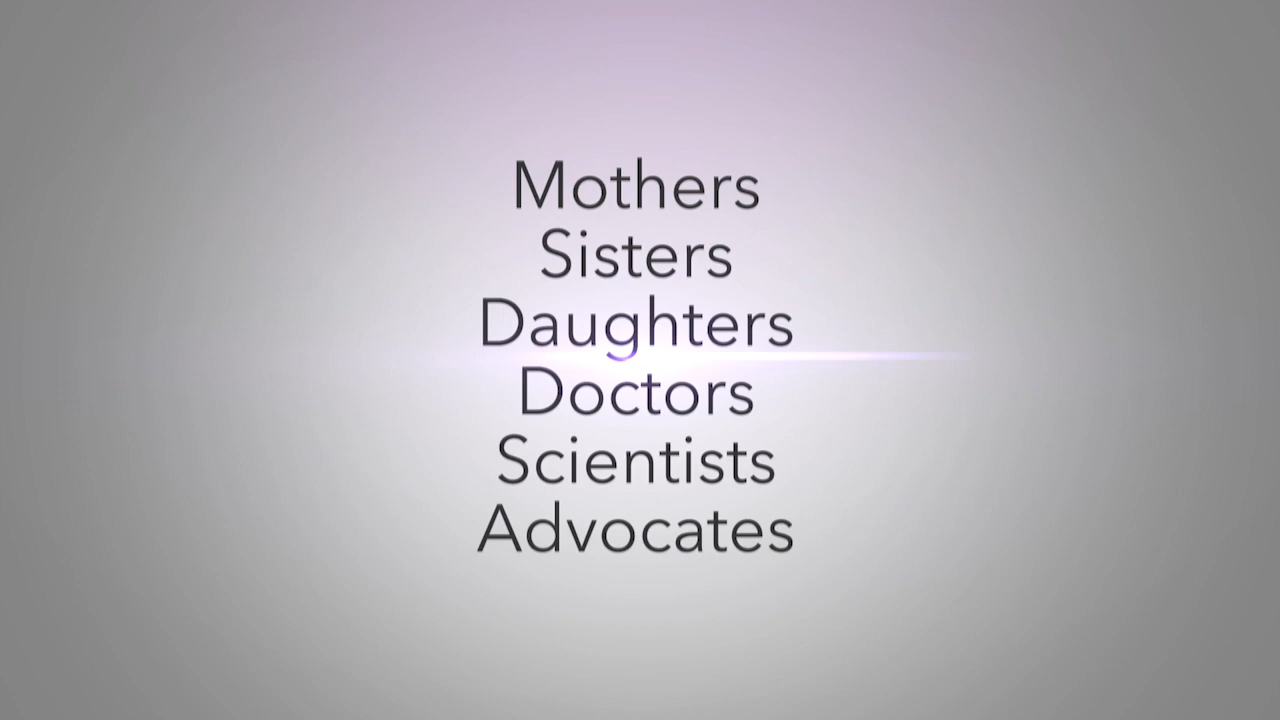 Mothers
Sisters
Daughters
Doctors
Scientists
Advocates